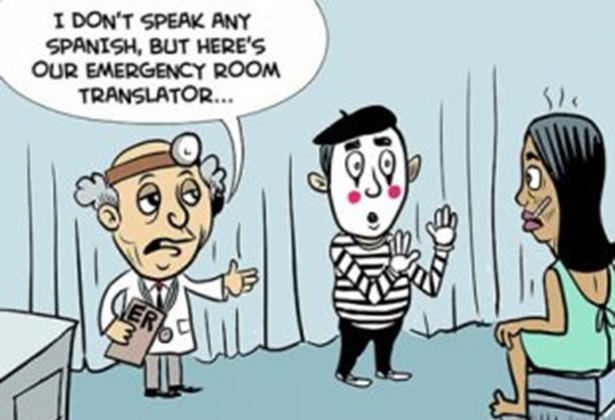 I DON'T SPEAK ANY
SPANISH, BUT HERE'S
OUR EMERGENCY ROOM
TRANSLATOR...
ER